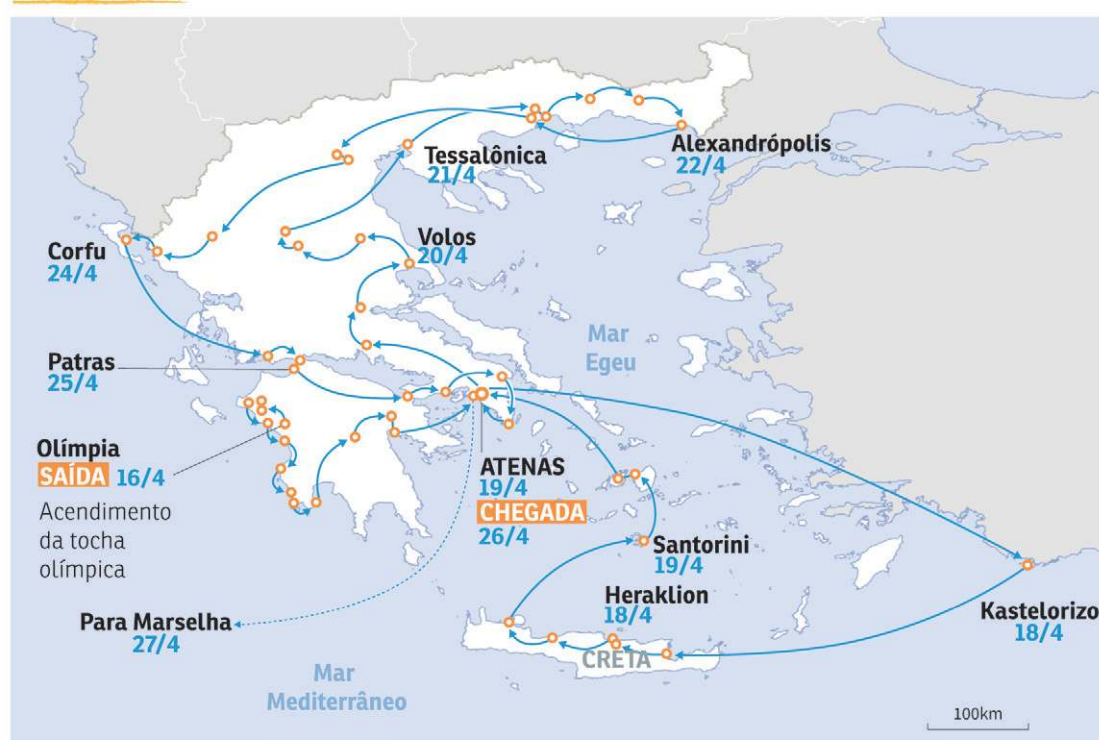 Tessalônica
21/4
Alexandrópolis
22/4
Corfu
24/4
Volos
20/4
Mar
Egeu
Patras
25/4
Olímpia
SAÍDA 16/4
Acendimento
da tocha
olímpica
ATENAS
19/4
CHEGADA
26/4
Santorini
19/4
Heraklion
18/4
Kastelorizo
18/4
Para Marselha
27/4
CRETA
Mar
Mediterrâneo
100km